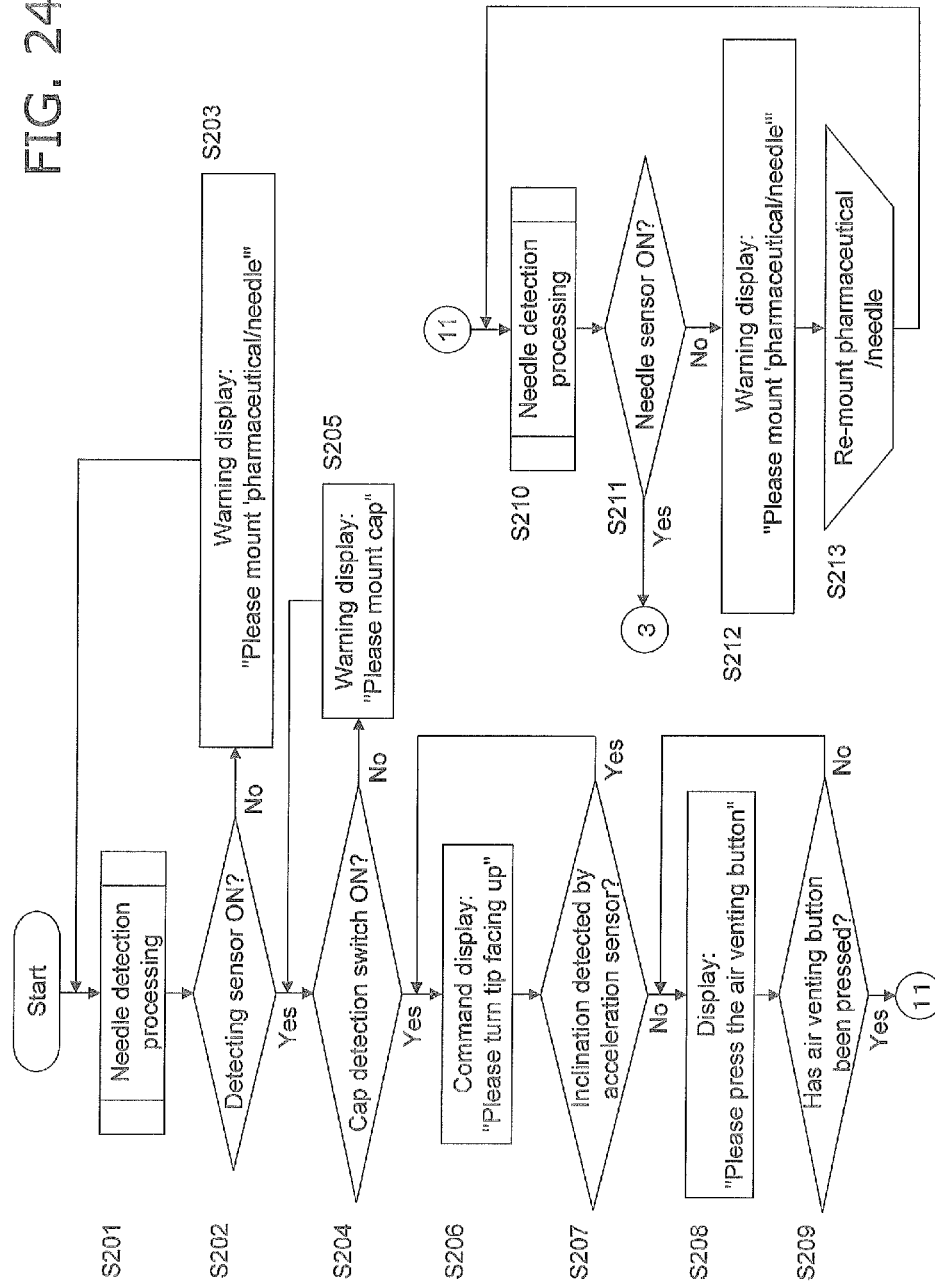 FIG. 24
Start
S201
Needle detection
processing
S202
Detecting sensor ON?
No
Yes
S203
Warning display:
"Please mount 'pharmaceutical/needle'"
S204
Cap detection switch ON?
No
Yes
S205
Warning display:
"Please mount cap"
S206
Command display:
"Please turn tip facing up"
S207
Inclination detected by
acceleration sensor?
Yes
No
S208
Display:
"Please press the air venting button"
S209
Has air venting button
been pressed?
No
Yes
11
11
S210
Needle detection
processing
S211
Needle sensor ON?
Yes
3
No
S212
Warning display:
"Please mount 'pharmaceutical/needle'"
S213
Re-mount pharmaceutical
/needle